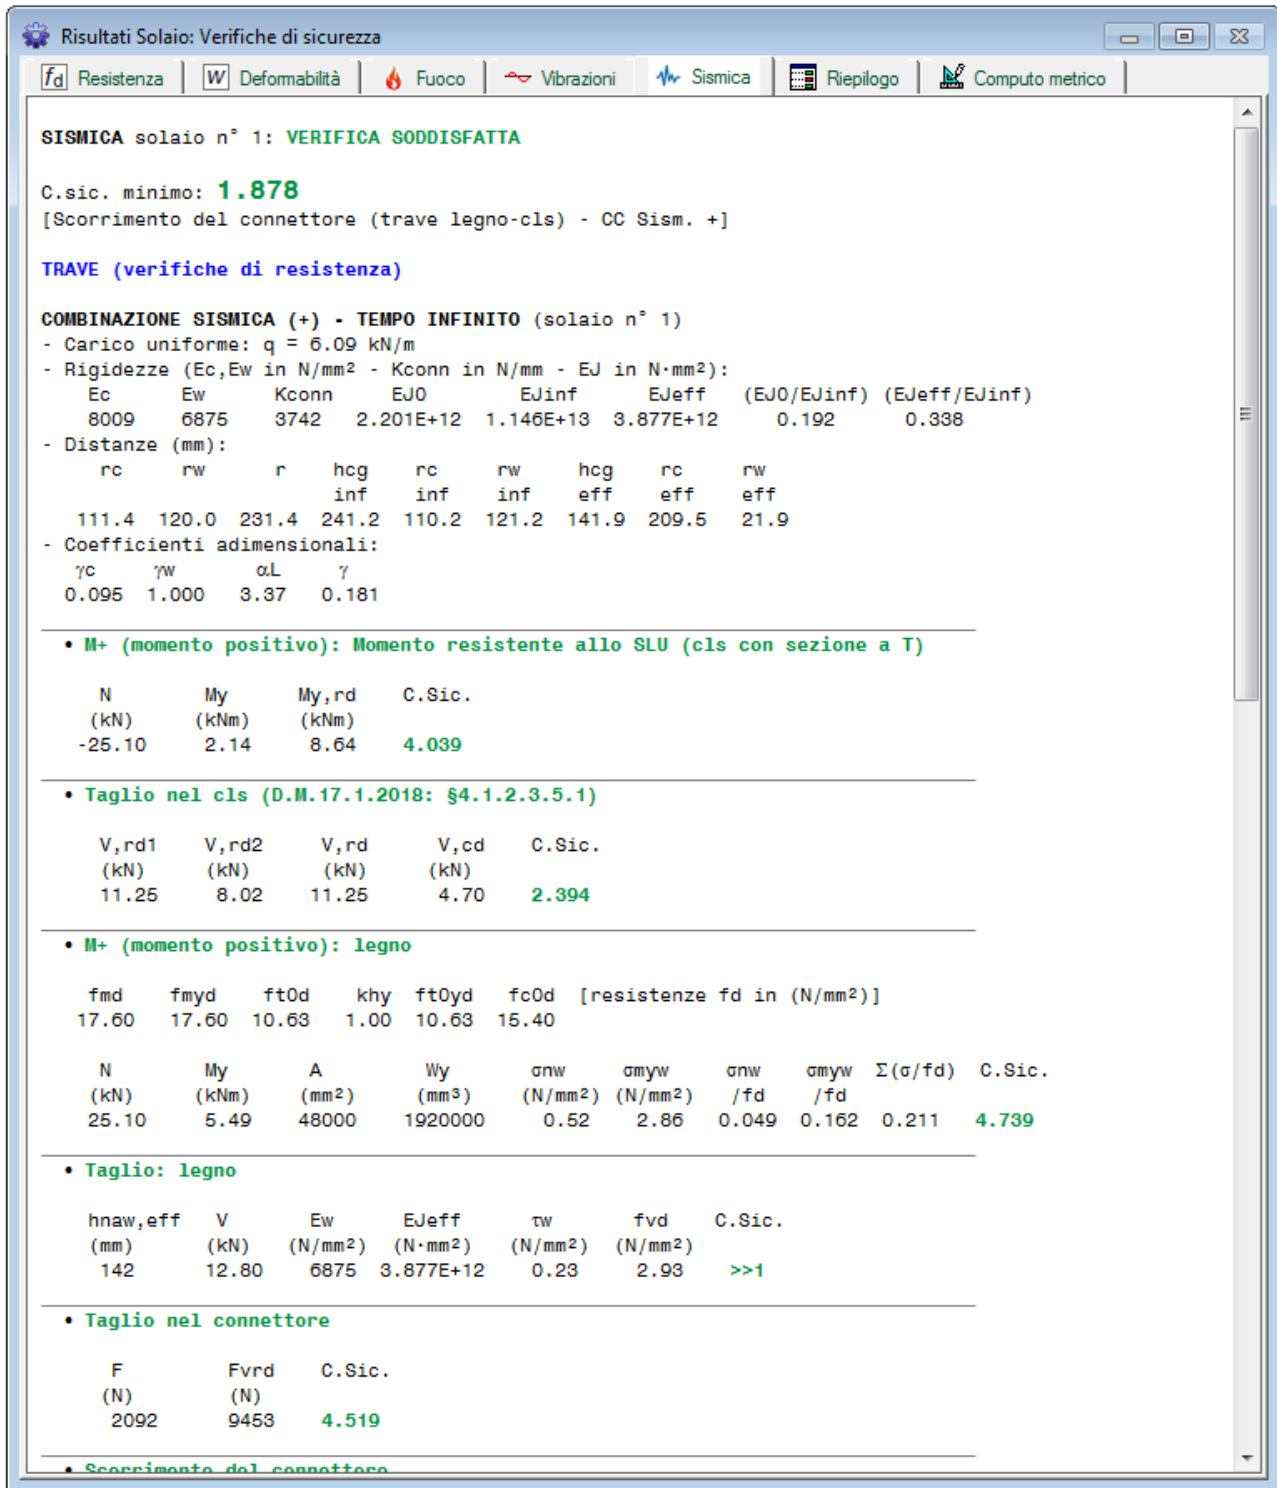 Risultati Solaio: Verifiche di sicurezza
fd Resistenza W Deformabilità Fuoco Vibrazioni Sismica Riepilogo Computo metrico
SISMICA solaio n° 1: VERIFICA SODDISFATTA
C.sic. minimo: 1.878
[Scorrimento del connettore (trave legno-cls) - CC Sism. +]
TRAVE (verifiche di resistenza)
COMBINAZIONE SISMICA (+) - TEMPO INFINITO (solaio n° 1)
- Carico uniforme: q = 6.09 kN/m
- Rigidezze (Ec,Ew in N/mm² - Kconn in N/mm - EJ in N·mm²):
Ec Ew Kconn EJ0 EJinf EJeff (EJ0/EJinf) (EJeff/EJinf)
8009 6875 3742 2.201E+12 1.146E+13 3.877E+12 0.192 0.338
- Distanze (mm):
rc rw r hcg rc rw hcg rc rw
inf inf inf eff eff eff
111.4 120.0 231.4 241.2 110.2 121.2 141.9 209.5 21.9
- Coefficienti adimensionali:
γc γw αL γ
0.095 1.000 3.37 0.181
• M+ (momento positivo): Momento resistente allo SLU (cls con sezione a T)
N My My,rd C.Sic.
(kN) (kNm) (kNm)
-25.10 2.14 8.64 4.039
• Taglio nel cls (D.M.17.1.2018: §4.1.2.3.5.1)
V,rd1 V,rd2 V,rd V,cd C.Sic.
(kN) (kN) (kN) (kN)
11.25 8.02 11.25 4.70 2.394
• M+ (momento positivo): legno
fmd fmyd ft0d khy ft0yd fc0d [resistenze fd in (N/mm²)]
17.60 17.60 10.63 1.00 10.63 15.40
N My A Wy σnw σmyw σnw σmyw Σ(σ/fd) C.Sic.
(kN) (kNm) (mm²) (mm³) (N/mm²) (N/mm²) /fd /fd
25.10 5.49 48000 1920000 0.52 2.86 0.049 0.162 0.211 4.739
• Taglio: legno
hnaw,eff V Ew EJeff τw fvd C.Sic.
(mm) (kN) (N/mm²) (N·mm²) (N/mm²) (N/mm²)
142 12.80 6875 3.877E+12 0.23 2.93 >>1
• Taglio nel connettore
F Fvrd C.Sic.
(N) (N)
2092 9453 4.519
• Scorrimento del connettore